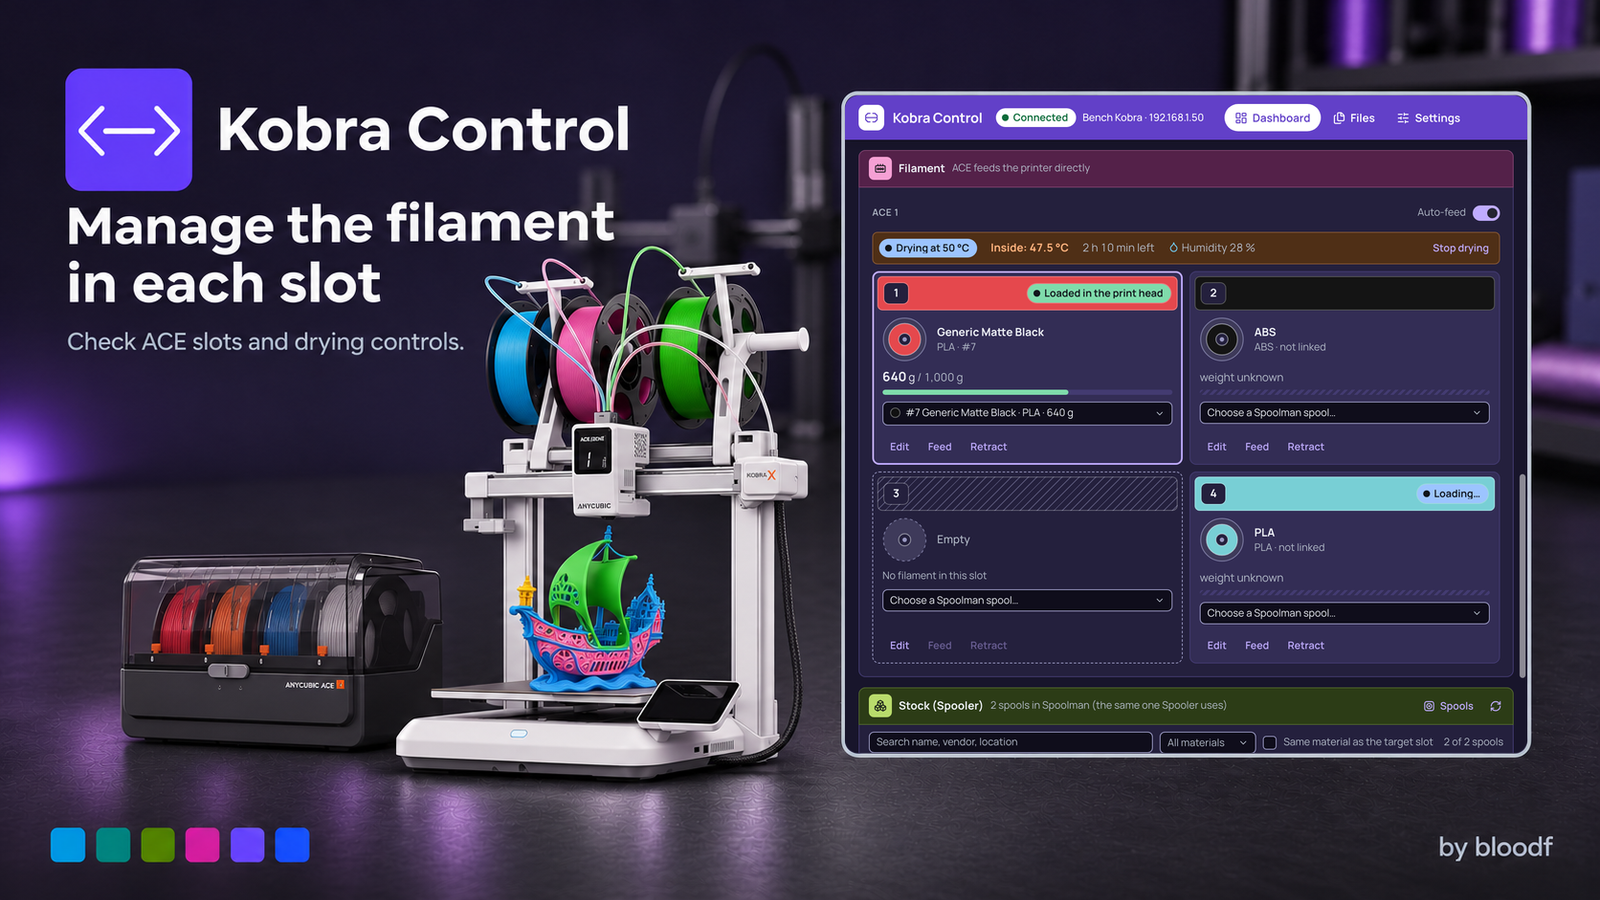 Kobra Control
Manage the filament
in each slot
Check ACE slots and drying controls.
ANYCUBIC ACE
KOBRA X
ANYCUBIC
Kobra Control
Connected
Bench Kobra · 192.168.1.50
Dashboard
Files
Settings
Filament
ACE feeds the printer directly
ACE 1
Auto-feed
Drying at 50 °C
Inside: 47.5 °C
2 h 10 min left
Humidity 28 %
Stop drying
1
Loaded in the print head
Generic Matte Black
PLA · #7
640 g / 1,000 g
#7 Generic Matte Black · PLA · 640 g
Edit
Feed
Retract
2
ABS
ABS · not linked
weight unknown
Choose a Spoolman spool...
Edit
Feed
Retract
3
Empty
No filament in this slot
Choose a Spoolman spool...
Edit
Feed
Retract
4
Loading...
PLA
PLA · not linked
weight unknown
Choose a Spoolman spool...
Edit
Feed
Retract
Stock (Spooler)
2 spools in Spoolman (the same one Spooler uses)
Spools
Search name, vendor, location
All materials
Same material as the target slot
2 of 2 spools
by bloodf